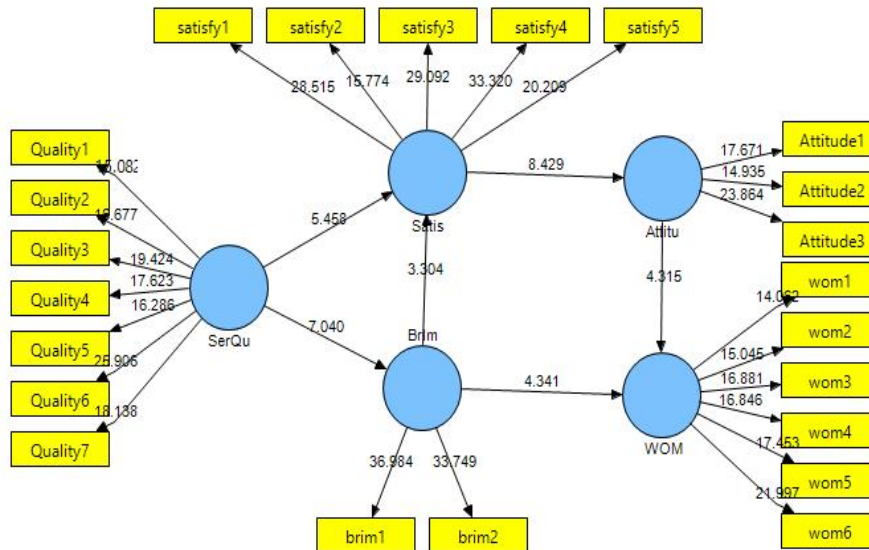 satisfy1
satisfy2
satisfy3
satisfy4
satisfy5
28.515
15.774
29.092
33.320
20.209
Quality1
Quality2
Quality3
Quality4
Quality5
Quality6
Quality7
19.424
17.623
16.286
18.138
SerQu
5.458
7.040
Satis
3.304
Brim
36.984
33.749
brim1
brim2
8.429
4.341
Attitu
17.671
14.935
23.864
Attitude1
Attitude2
Attitude3
4.315
WOM
14.062
15.045
16.881
16.846
17.453
21.997
wom1
wom2
wom3
wom4
wom5
wom6